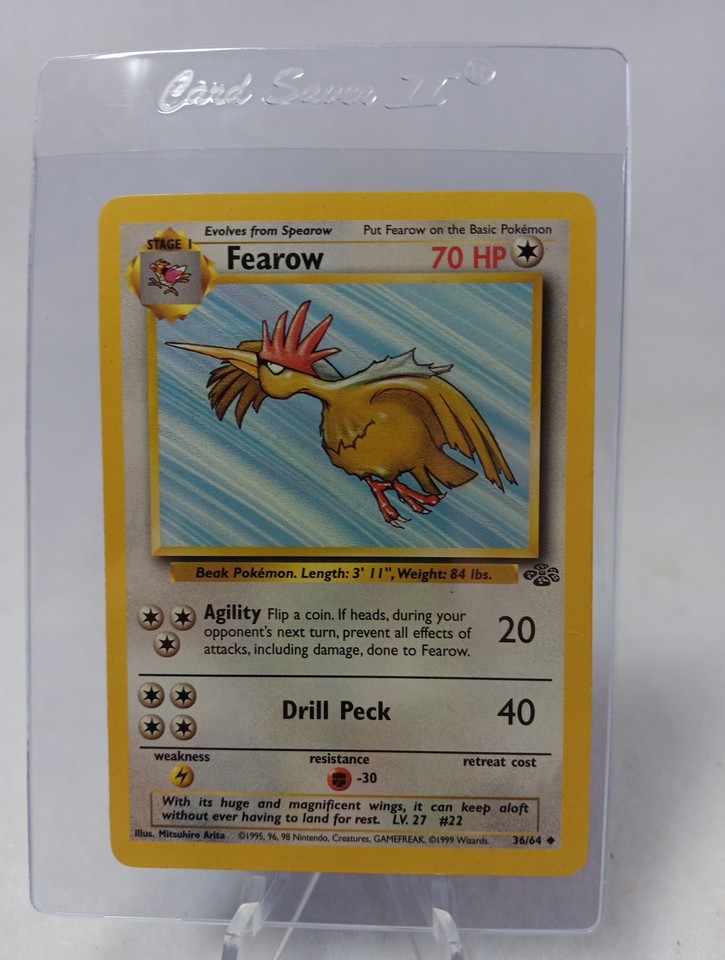 Card Saver II®
Evolves from Spearow Put Fearow on the Basic Pokémon
STAGE 1
Fearow 70 HP
Beak Pokémon. Length: 3' 11", Weight: 84 lbs.
Agility Flip a coin. If heads, during your
opponent's next turn, prevent all effects of
attacks, including damage, done to Fearow.
20
Drill Peck 40
weakness resistance retreat cost
-30
With its huge and magnificent wings, it can keep aloft
without ever having to land for rest. LV. 27 #22
Illus. Mitsuhiro Arita ©1995, 96, 98 Nintendo, Creatures, GAMEFREAK. ©1999 Wizards. 36/64